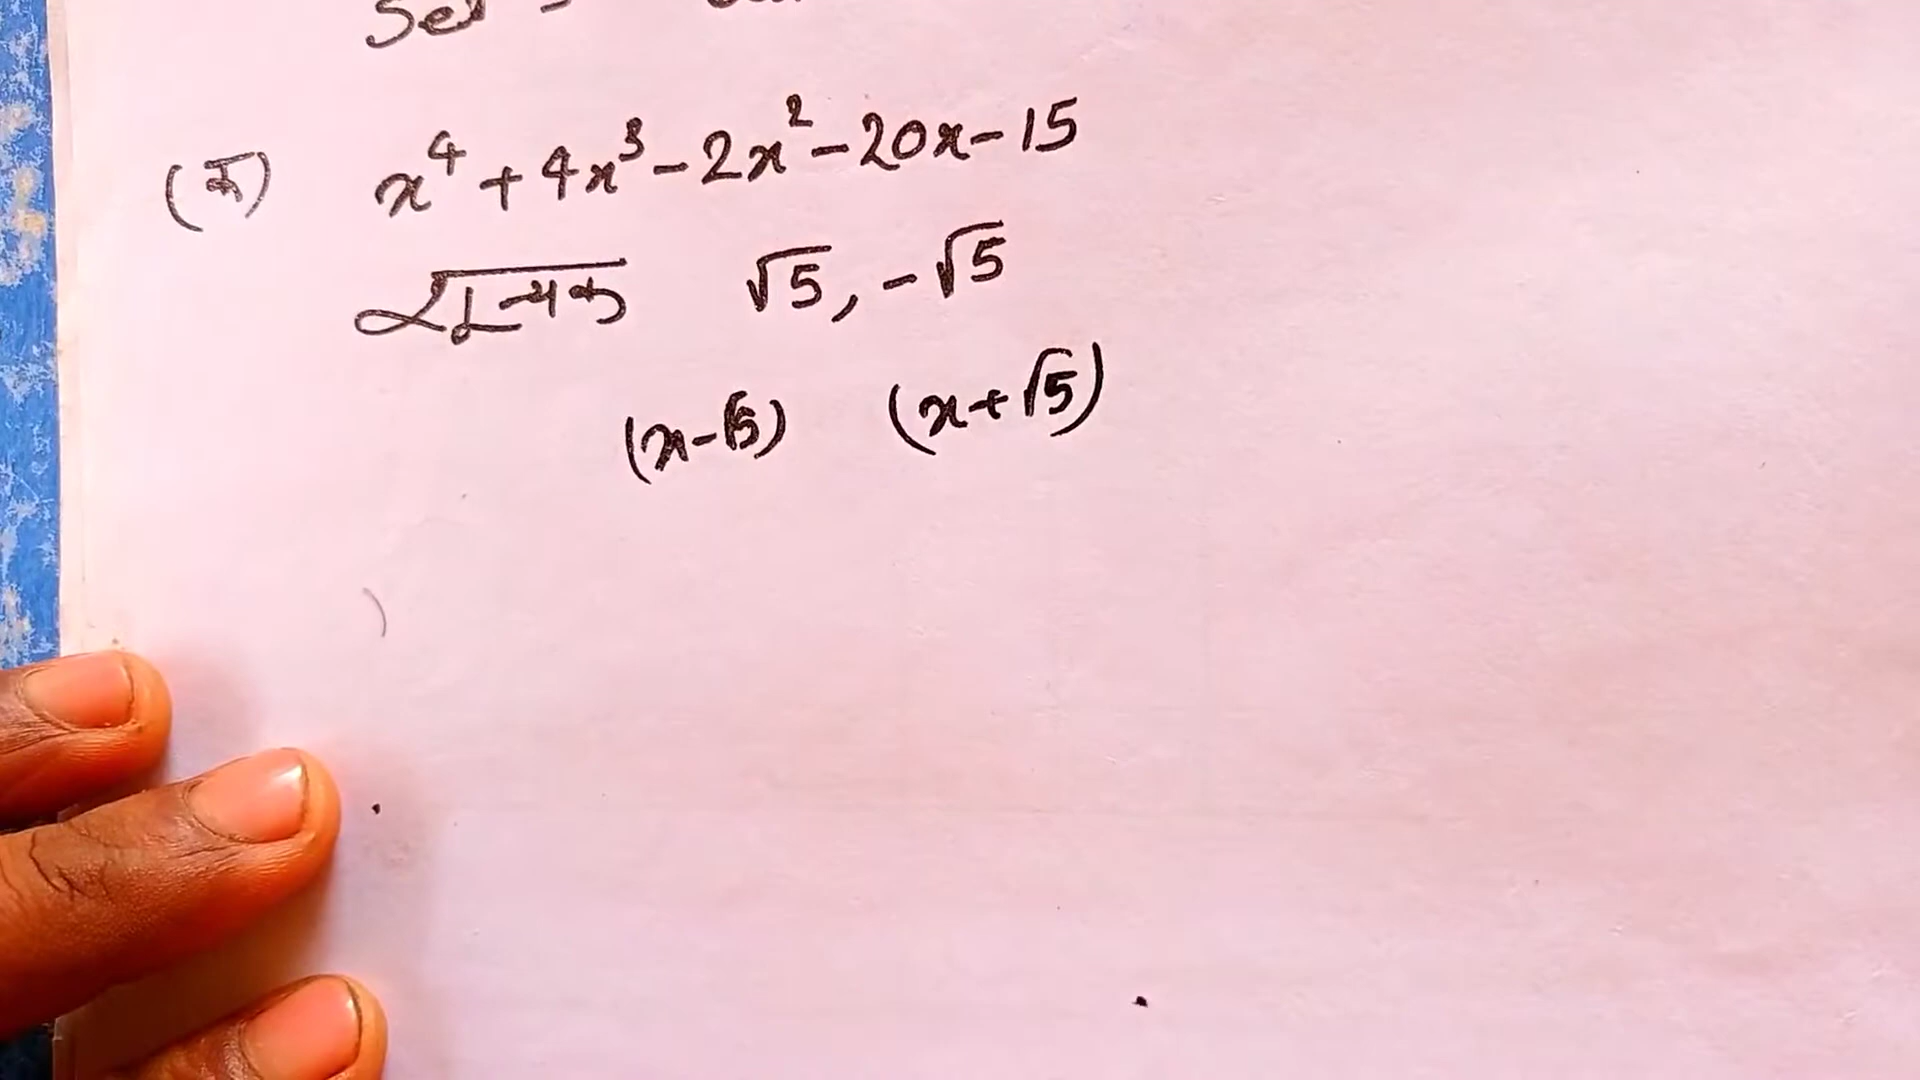 (क) x⁴ + 4x³ - 2x² - 20x - 15
शून्यक √5, -√5
(x-√5) (x+√5)